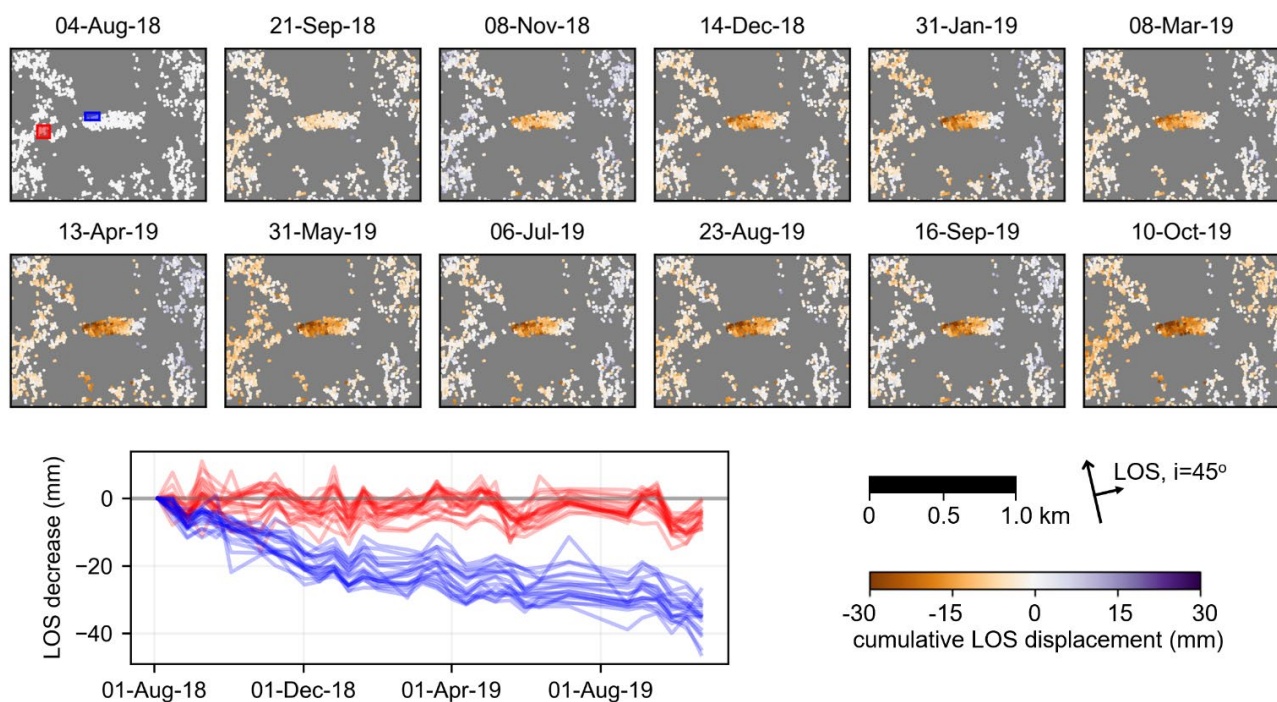 04-Aug-18 21-Sep-18 08-Nov-18 14-Dec-18 31-Jan-19 08-Mar-19
13-Apr-19 31-May-19 06-Jul-19 23-Aug-19 16-Sep-19 10-Oct-19
LOS decrease (mm)
0
−20
−40
01-Aug-18 01-Dec-18 01-Apr-19 01-Aug-19
LOS, i=45º
0 0.5 1.0 km
-30 -15 0 15 30
cumulative LOS displacement (mm)